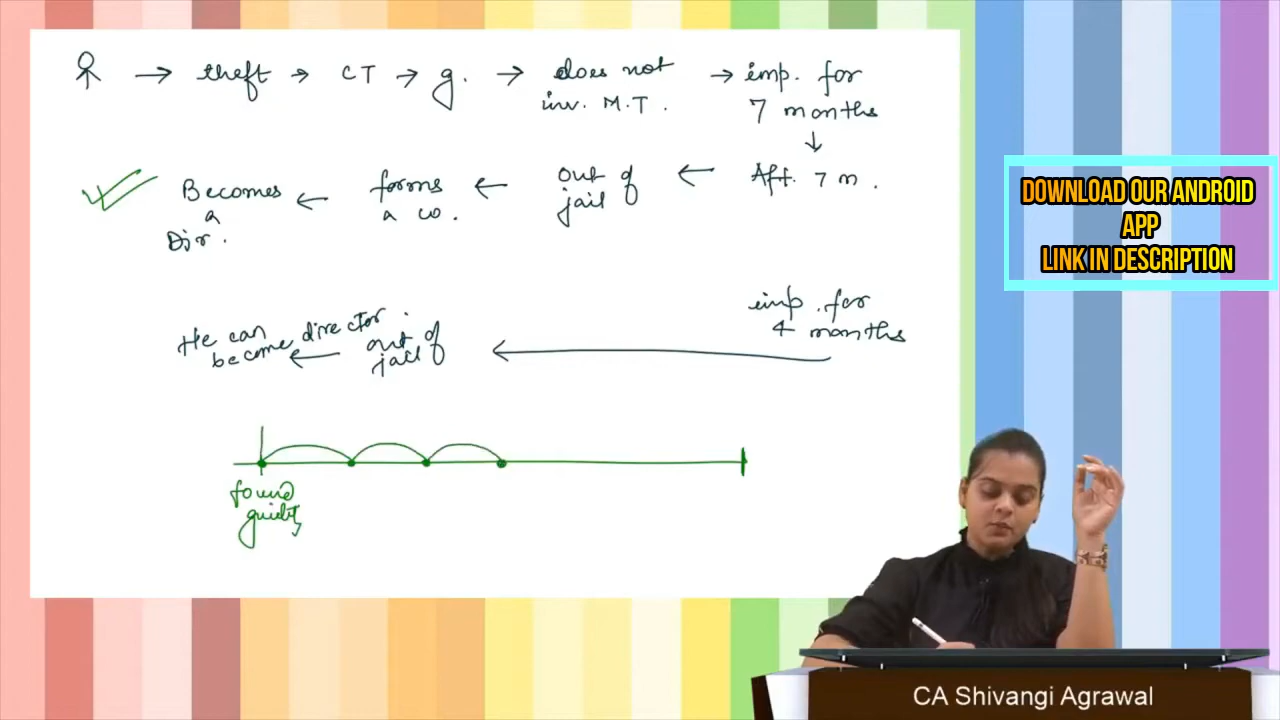 → theft → CT → g. → does not inv. M.T. → imp. for 7 months
↓
Becomes a Dir. ← forms a co. ← out of jail ← Aft. 7 m.
imp. for 4 months
He can become director. ← out of jail ←
found guilty
DOWNLOAD OUR ANDROID
APP
LINK IN DESCRIPTION
CA Shivangi Agrawal